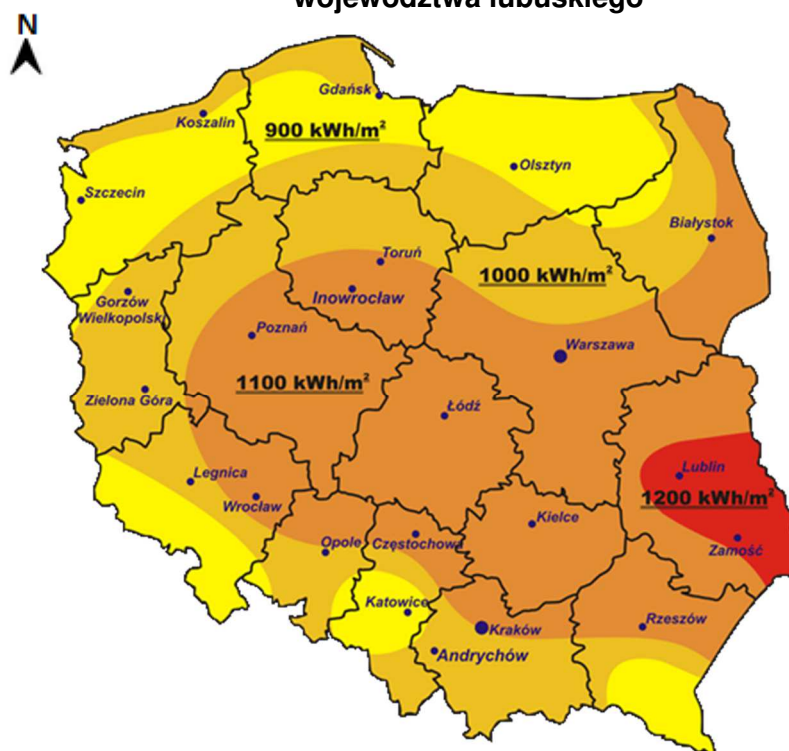 województwa lubuskiego
N
Gdańsk
Koszalin
900 kWh/m²
Olsztyn
Szczecin
Białystok
Toruń
1000 kWh/m²
Gorzów
Wielkopolski
Inowrocław
Poznań
Warszawa
1100 kWh/m²
Zielona Góra
Łódź
Legnica
Lublin
Wrocław
1200 kWh/m²
Kielce
Opole
Częstochowa
Zamość
Katowice
Kraków
Rzeszów
Andrychów